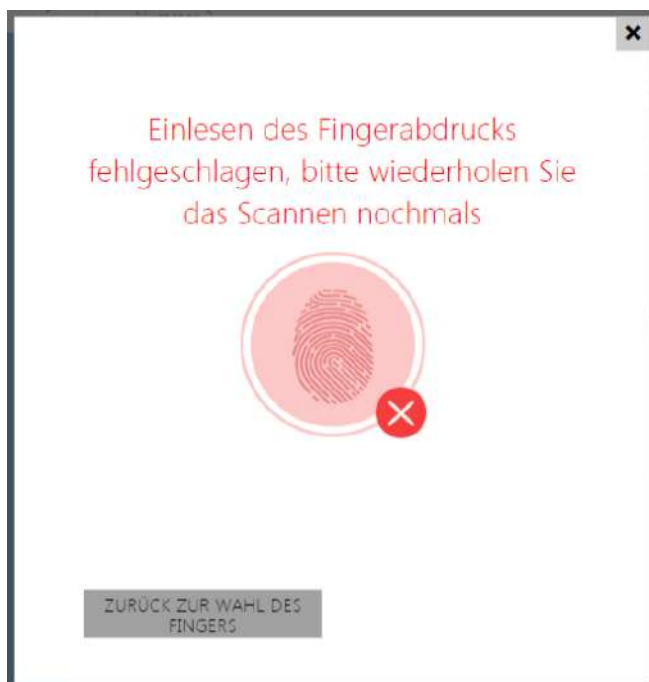 Einlesen des Fingerabdrucks
fehlgeschlagen, bitte wiederholen Sie
das Scannen nochmals
ZURÜCK ZUR WAHL DES
FINGERS